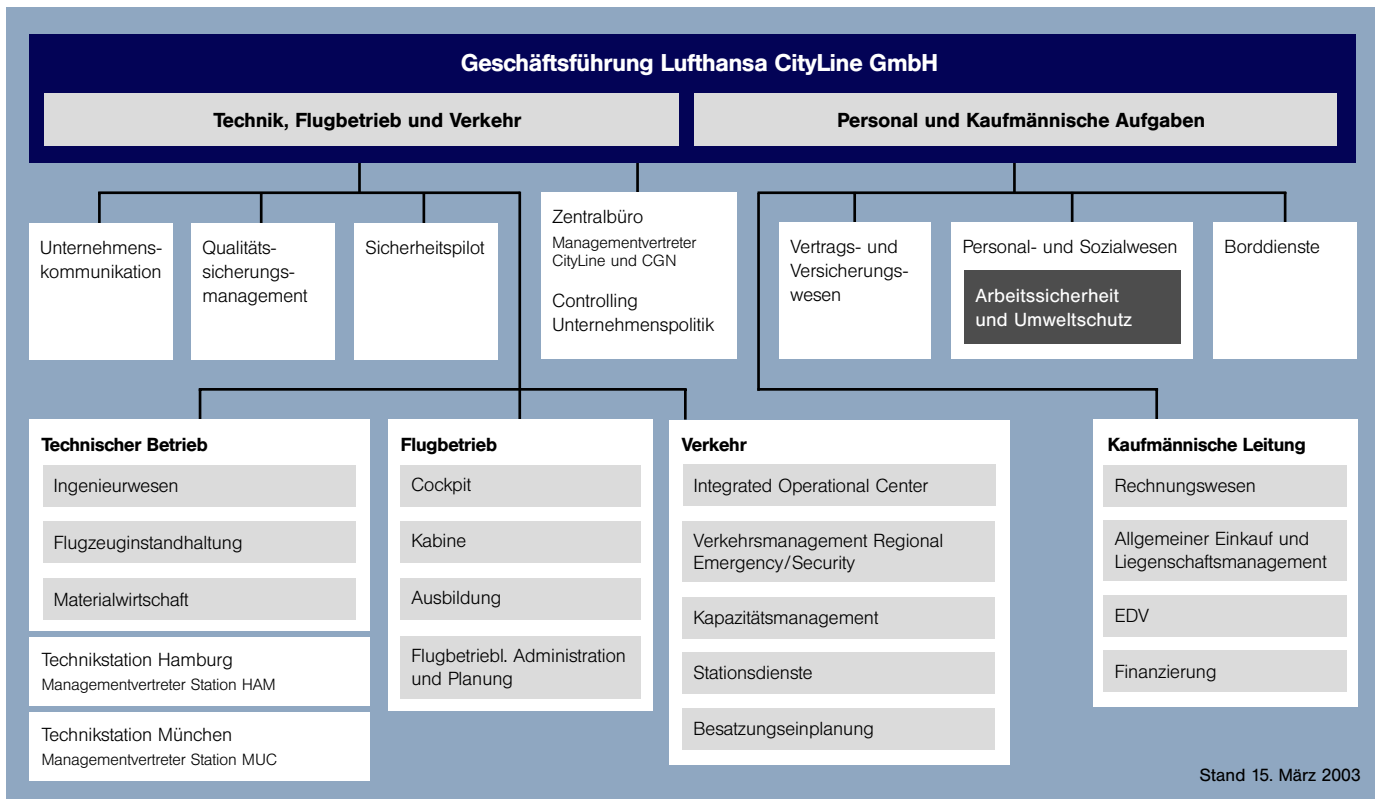 Geschäftsführung Lufthansa CityLine GmbH
Technik, Flugbetrieb und Verkehr
Personal und Kaufmännische Aufgaben
Unternehmens-
kommunikation
Qualitäts-
sicherungs-
management
Sicherheitspilot
Zentralbüro
Managementvertreter
CityLine und CGN
Controlling
Unternehmenspolitik
Vertrags- und
Versicherungs-
wesen
Personal- und Sozialwesen
Arbeitssicherheit
und Umweltschutz
Borddienste
Technischer Betrieb
Ingenieurwesen
Flugzeuginstandhaltung
Materialwirtschaft
Technikstation Hamburg
Managementvertreter Station HAM
Technikstation München
Managementvertreter Station MUC
Flugbetrieb
Cockpit
Kabine
Ausbildung
Flugbetriebl. Administration
und Planung
Verkehr
Integrated Operational Center
Verkehrsmanagement Regional
Emergency/Security
Kapazitätsmanagement
Stationsdienste
Besatzungseinplanung
Kaufmännische Leitung
Rechnungswesen
Allgemeiner Einkauf und
Liegenschaftsmanagement
EDV
Finanzierung
Stand 15. März 2003